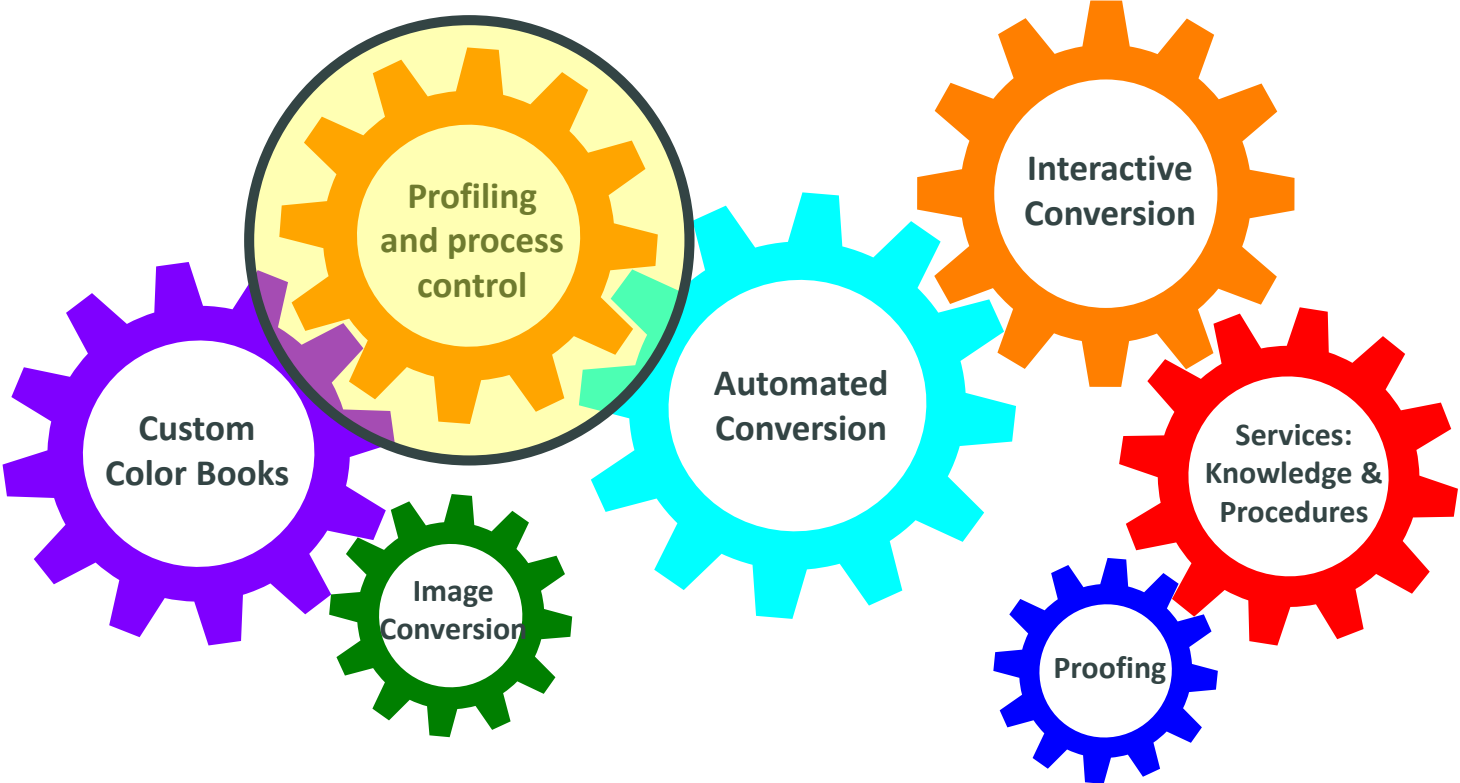 Profiling
and process
control
Interactive
Conversion
Automated
Conversion
Custom
Color Books
Services:
Knowledge &
Procedures
Image
Conversion
Proofing